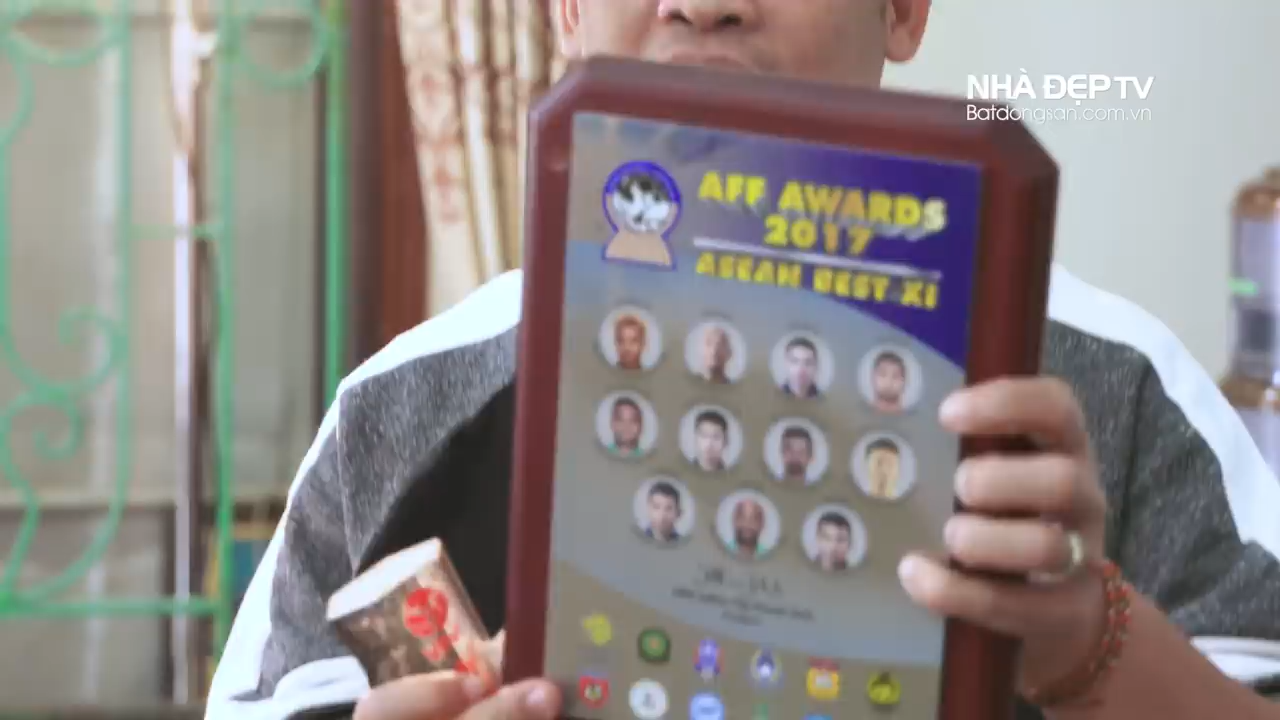 NHÀ ĐẸP TV
Batdongsan.com.vn
AFF AWARDS
2017
ASEAN BEST XI